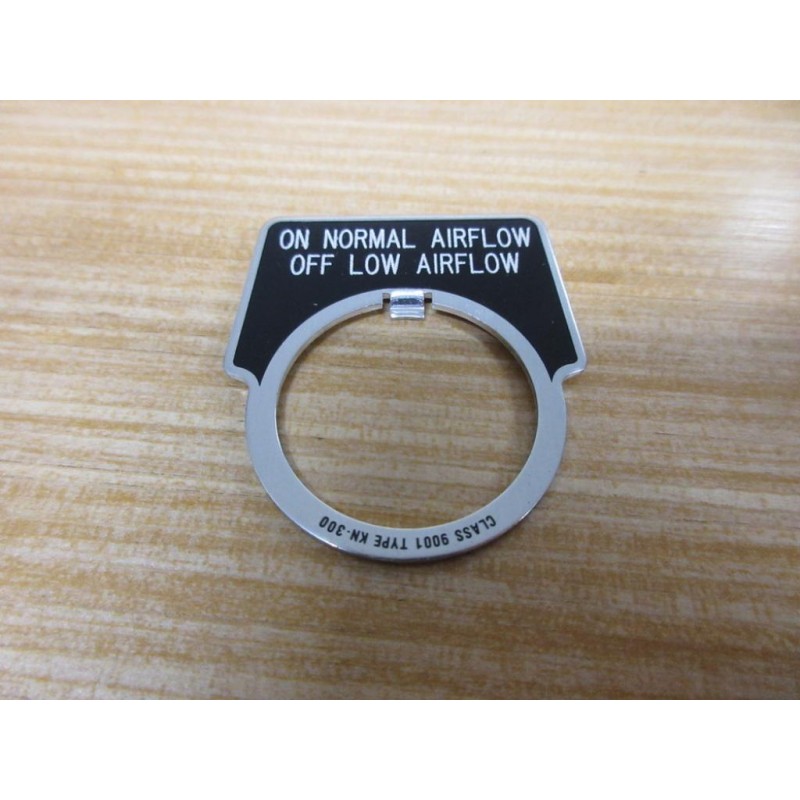 ON NORMAL AIRFLOW
OFF LOW AIRFLOW
CLASS 9001 TYPE KN-300